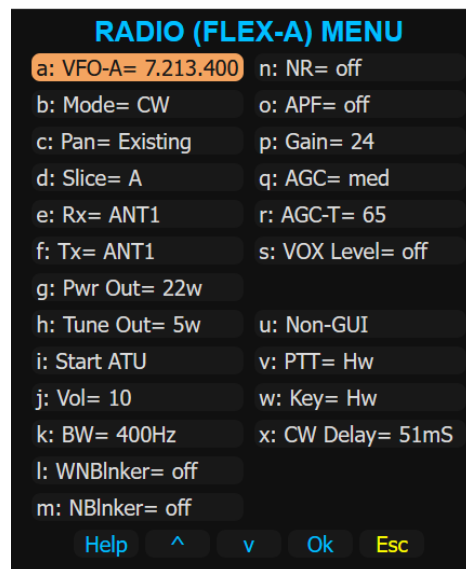 RADIO (FLEX-A) MENU
a: VFO-A= 7.213.400
b: Mode= CW
c: Pan= Existing
d: Slice= A
e: Rx= ANT1
f: Tx= ANT1
g: Pwr Out= 22w
h: Tune Out= 5w
i: Start ATU
j: Vol= 10
k: BW= 400Hz
l: WNBlnker= off
m: NBlnker= off
n: NR= off
o: APF= off
p: Gain= 24
q: AGC= med
r: AGC-T= 65
s: VOX Level= off
u: Non-GUI
v: PTT= Hw
w: Key= Hw
x: CW Delay= 51mS
Help ^ v Ok Esc